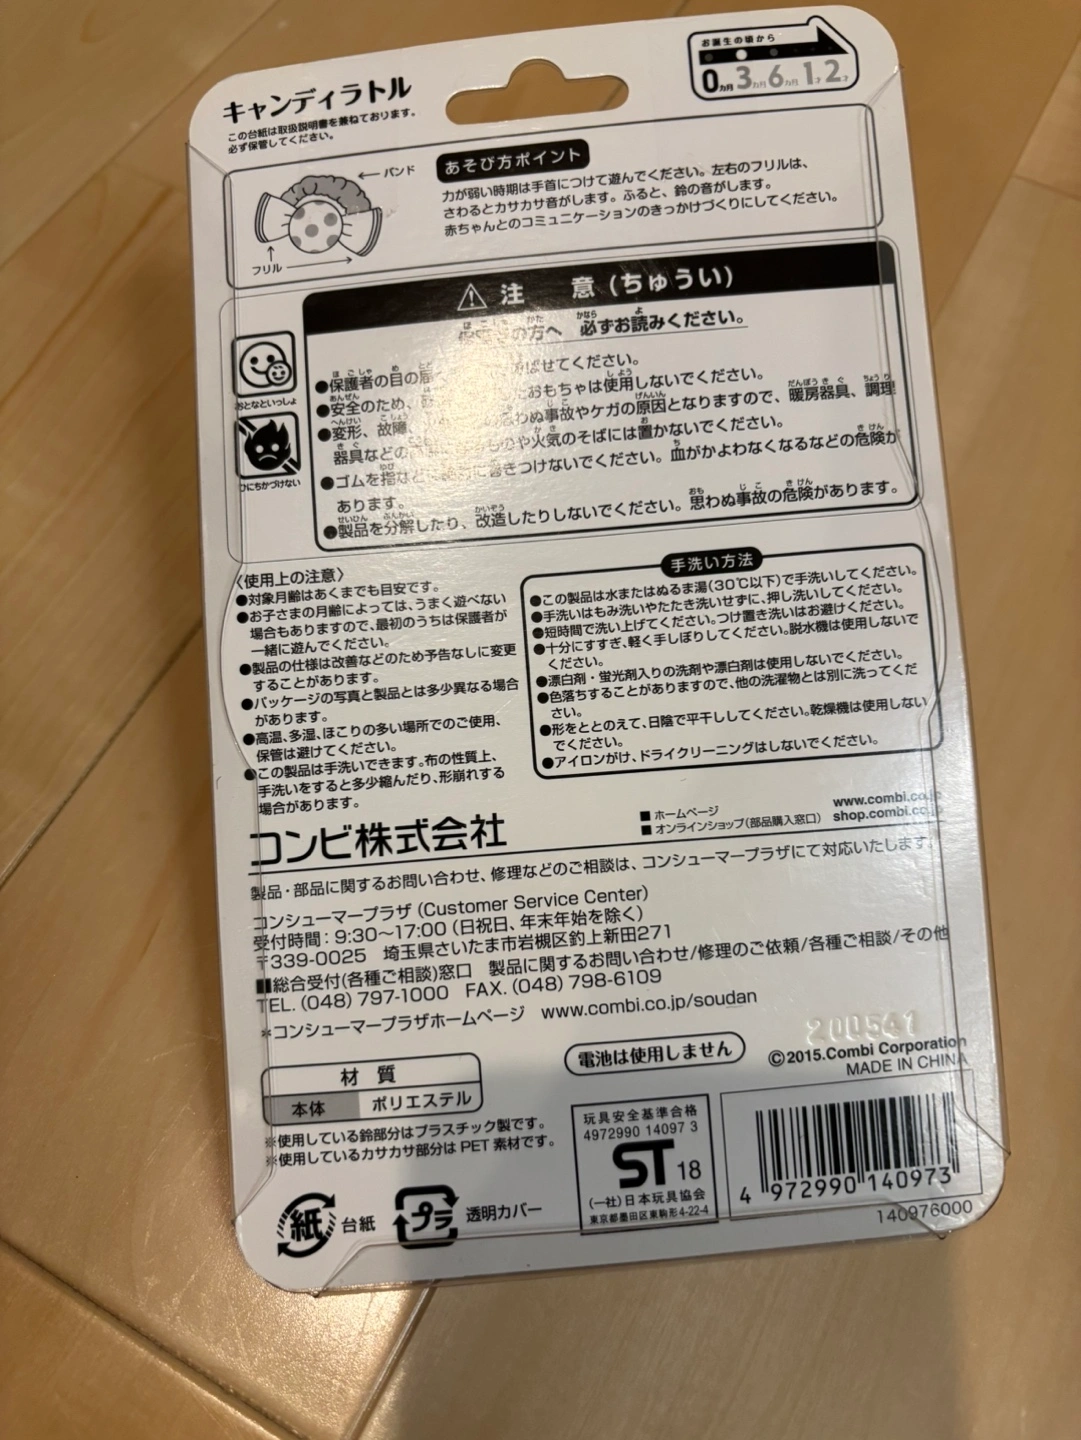 お誕生の頃から
0ヵ月 3ヵ月 6ヵ月 1才 2才
キャンディラトル
この台紙は取扱説明書を兼ねております。
必ず保管してください。
バンド
フリル
あそび方ポイント
力が弱い時期は手首につけて遊んでください。左右のフリルは、
さわるとカサカサ音がします。ふると、鈴の音がします。
赤ちゃんとのコミュニケーションのきっかけづくりにしてください。
注 意 (ちゅうい)
の方へ 必ずお読みください。
おとなといっしょ
ひにちかづけない
●保護者の目の届 ばせてください。
●安全のため、 たおもちゃは使用しないでください。
●変形、故障、 わぬ事故やケガの原因となりますので、暖房器具、調理
器具などの や火気のそばには置かないでください。
●ゴムを指など きつけないでください。血がかよわなくなるなどの危険が
あります。
●製品を分解したり、改造したりしないでください。思わぬ事故の危険があります。
〈使用上の注意〉
●対象月齢はあくまでも目安です。
●お子さまの月齢によっては、うまく遊べない
場合もありますので、最初のうちは保護者が
一緒に遊んでください。
●製品の仕様は改善などのため予告なしに変更
することがあります。
●パッケージの写真と製品とは多少異なる場合
があります。
●高温、多湿、ほこりの多い場所でのご使用、
保管は避けてください。
●この製品は手洗いできます。布の性質上、
手洗いをすると多少縮んだり、形崩れする
場合があります。
手洗い方法
●この製品は水またはぬるま湯(30℃以下)で手洗いしてください。
●手洗いはもみ洗いやたたき洗いせずに、押し洗いしてください。
●短時間で洗い上げてください。つけ置き洗いはお避けください。
●十分にすすぎ、軽く手しぼりしてください。脱水機は使用しないで
ください。
●漂白剤・蛍光剤入りの洗剤や漂白剤は使用しないでください。
●色落ちすることがありますので、他の洗濯物とは別に洗ってくだ
さい。
●形をととのえて、日陰で平干ししてください。乾燥機は使用しない
でください。
●アイロンがけ、ドライクリーニングはしないでください。
コンビ株式会社
■ホームページ www.combi.co.jp
■オンラインショップ(部品購入窓口) shop.combi.co.jp
製品・部品に関するお問い合わせ、修理などのご相談は、コンシューマープラザにて対応いたします。
コンシューマープラザ (Customer Service Center)
受付時間：9:30〜17:00 (日祝日、年末年始を除く)
〒339-0025 埼玉県さいたま市岩槻区釣上新田271
■総合受付(各種ご相談)窓口 製品に関するお問い合わせ/修理のご依頼/各種ご相談/その他
TEL. (048) 797-1000 FAX. (048) 798-6109
＊コンシューマープラザホームページ www.combi.co.jp/soudan
200541
電池は使用しません
©2015.Combi Corporation
MADE IN CHINA
材 質
本体 ポリエステル
※使用している鈴部分はプラスチック製です。
※使用しているカサカサ部分は PET 素材です。
紙 台紙
プラ 透明カバー
玩具安全基準合格
4972990 14097 3
ST 18
(一社)日本玩具協会
東京都墨田区東駒形4-22-4
4 972990 140973
140976000